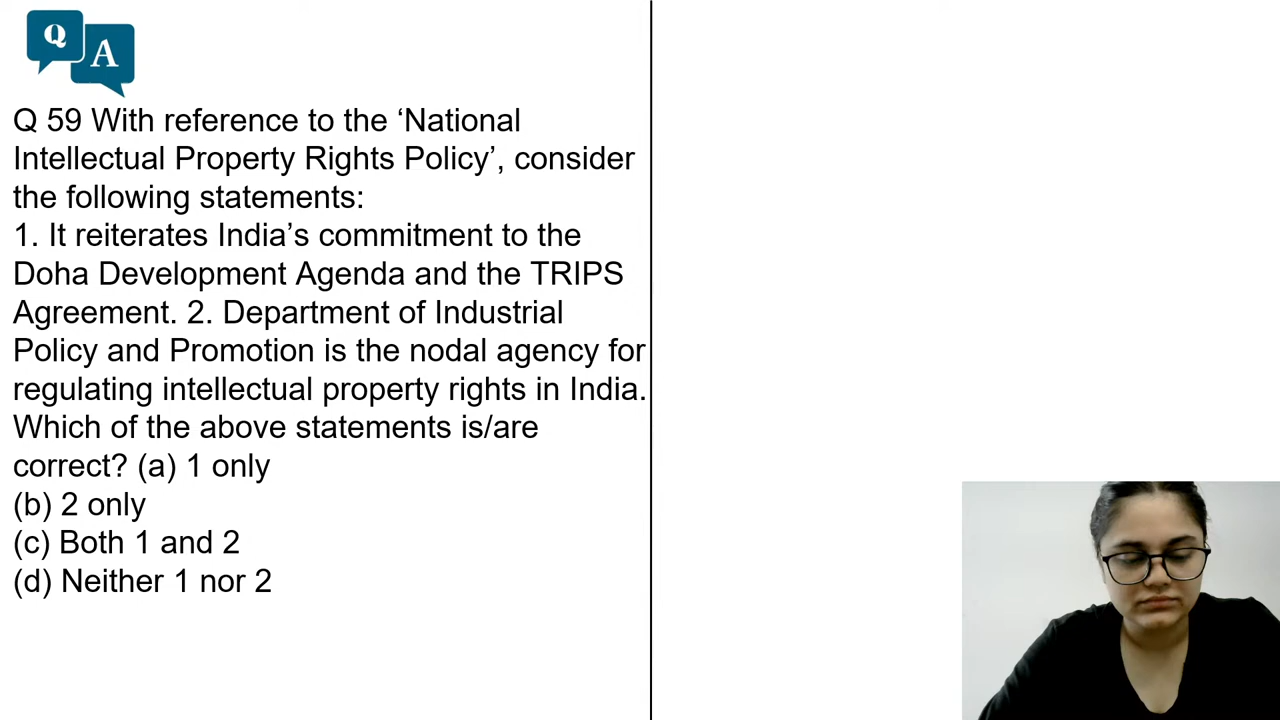 Q
A
Q 59 With reference to the ‘National
Intellectual Property Rights Policy’, consider
the following statements:
1. It reiterates India’s commitment to the
Doha Development Agenda and the TRIPS
Agreement. 2. Department of Industrial
Policy and Promotion is the nodal agency for
regulating intellectual property rights in India.
Which of the above statements is/are
correct? (a) 1 only
(b) 2 only
(c) Both 1 and 2
(d) Neither 1 nor 2